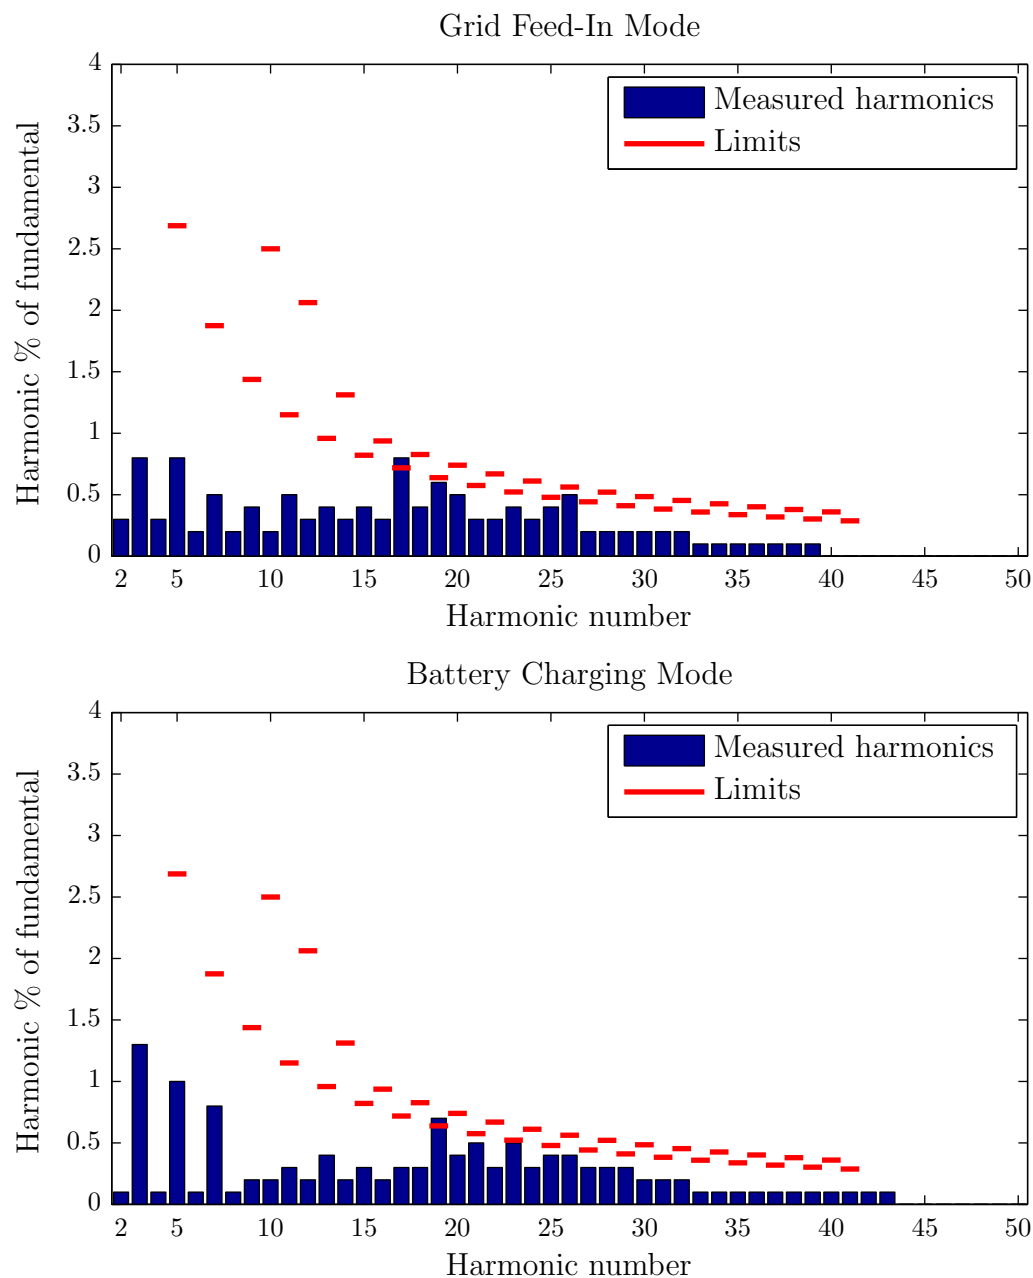 Grid Feed-In Mode
4
3.5
3
2.5
2
1.5
1
0.5
0
Harmonic % of fundamental
Measured harmonics
Limits
2 5 10 15 20 25 30 35 40 45 50
Harmonic number
Battery Charging Mode
4
3.5
3
2.5
2
1.5
1
0.5
0
Harmonic % of fundamental
Measured harmonics
Limits
2 5 10 15 20 25 30 35 40 45 50
Harmonic number